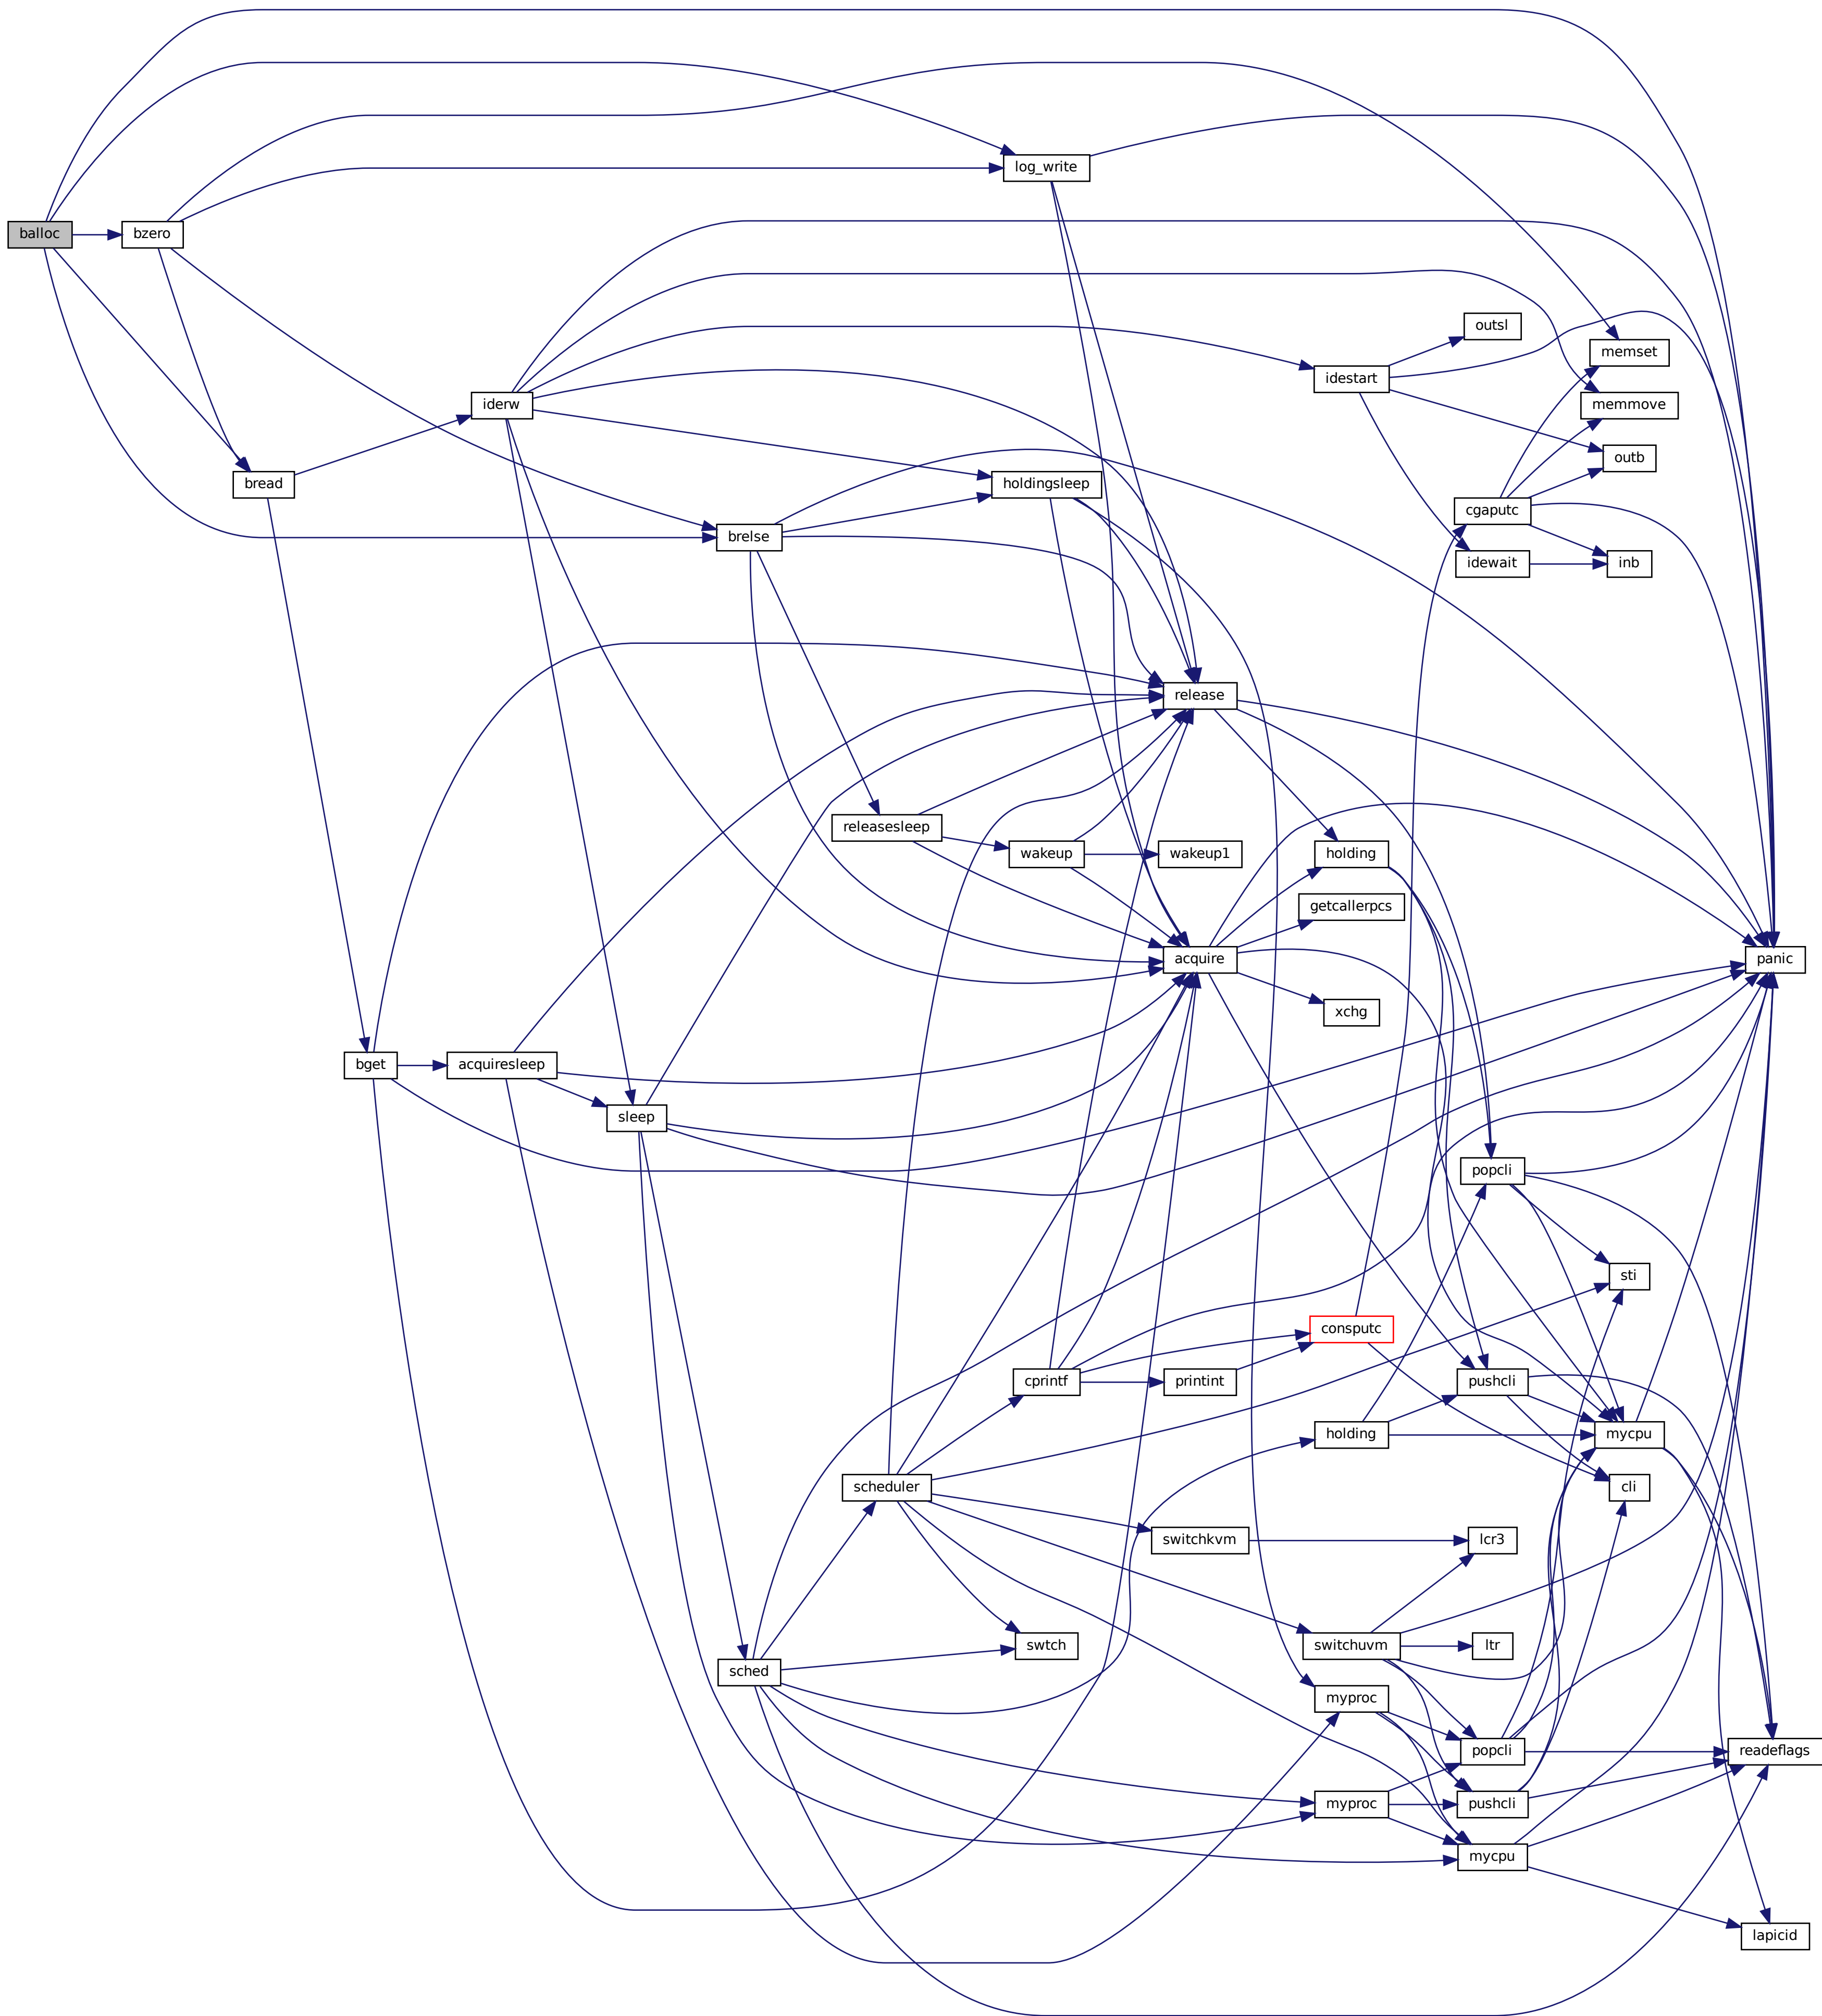 balloc
bzero
log_write
outsl
memset
idestart
iderw
memmove
outb
bread
holdingsleep
cgaputc
brelse
idewait
inb
release
releasesleep
wakeup
wakeup1
holding
getcallerpcs
acquire
panic
xchg
bget
acquiresleep
sleep
popcli
sti
consputc
cprintf
printint
pushcli
holding
mycpu
scheduler
cli
switchkvm
lcr3
swtch
switchuvm
ltr
sched
myproc
popcli
readeflags
myproc
pushcli
mycpu
lapicid